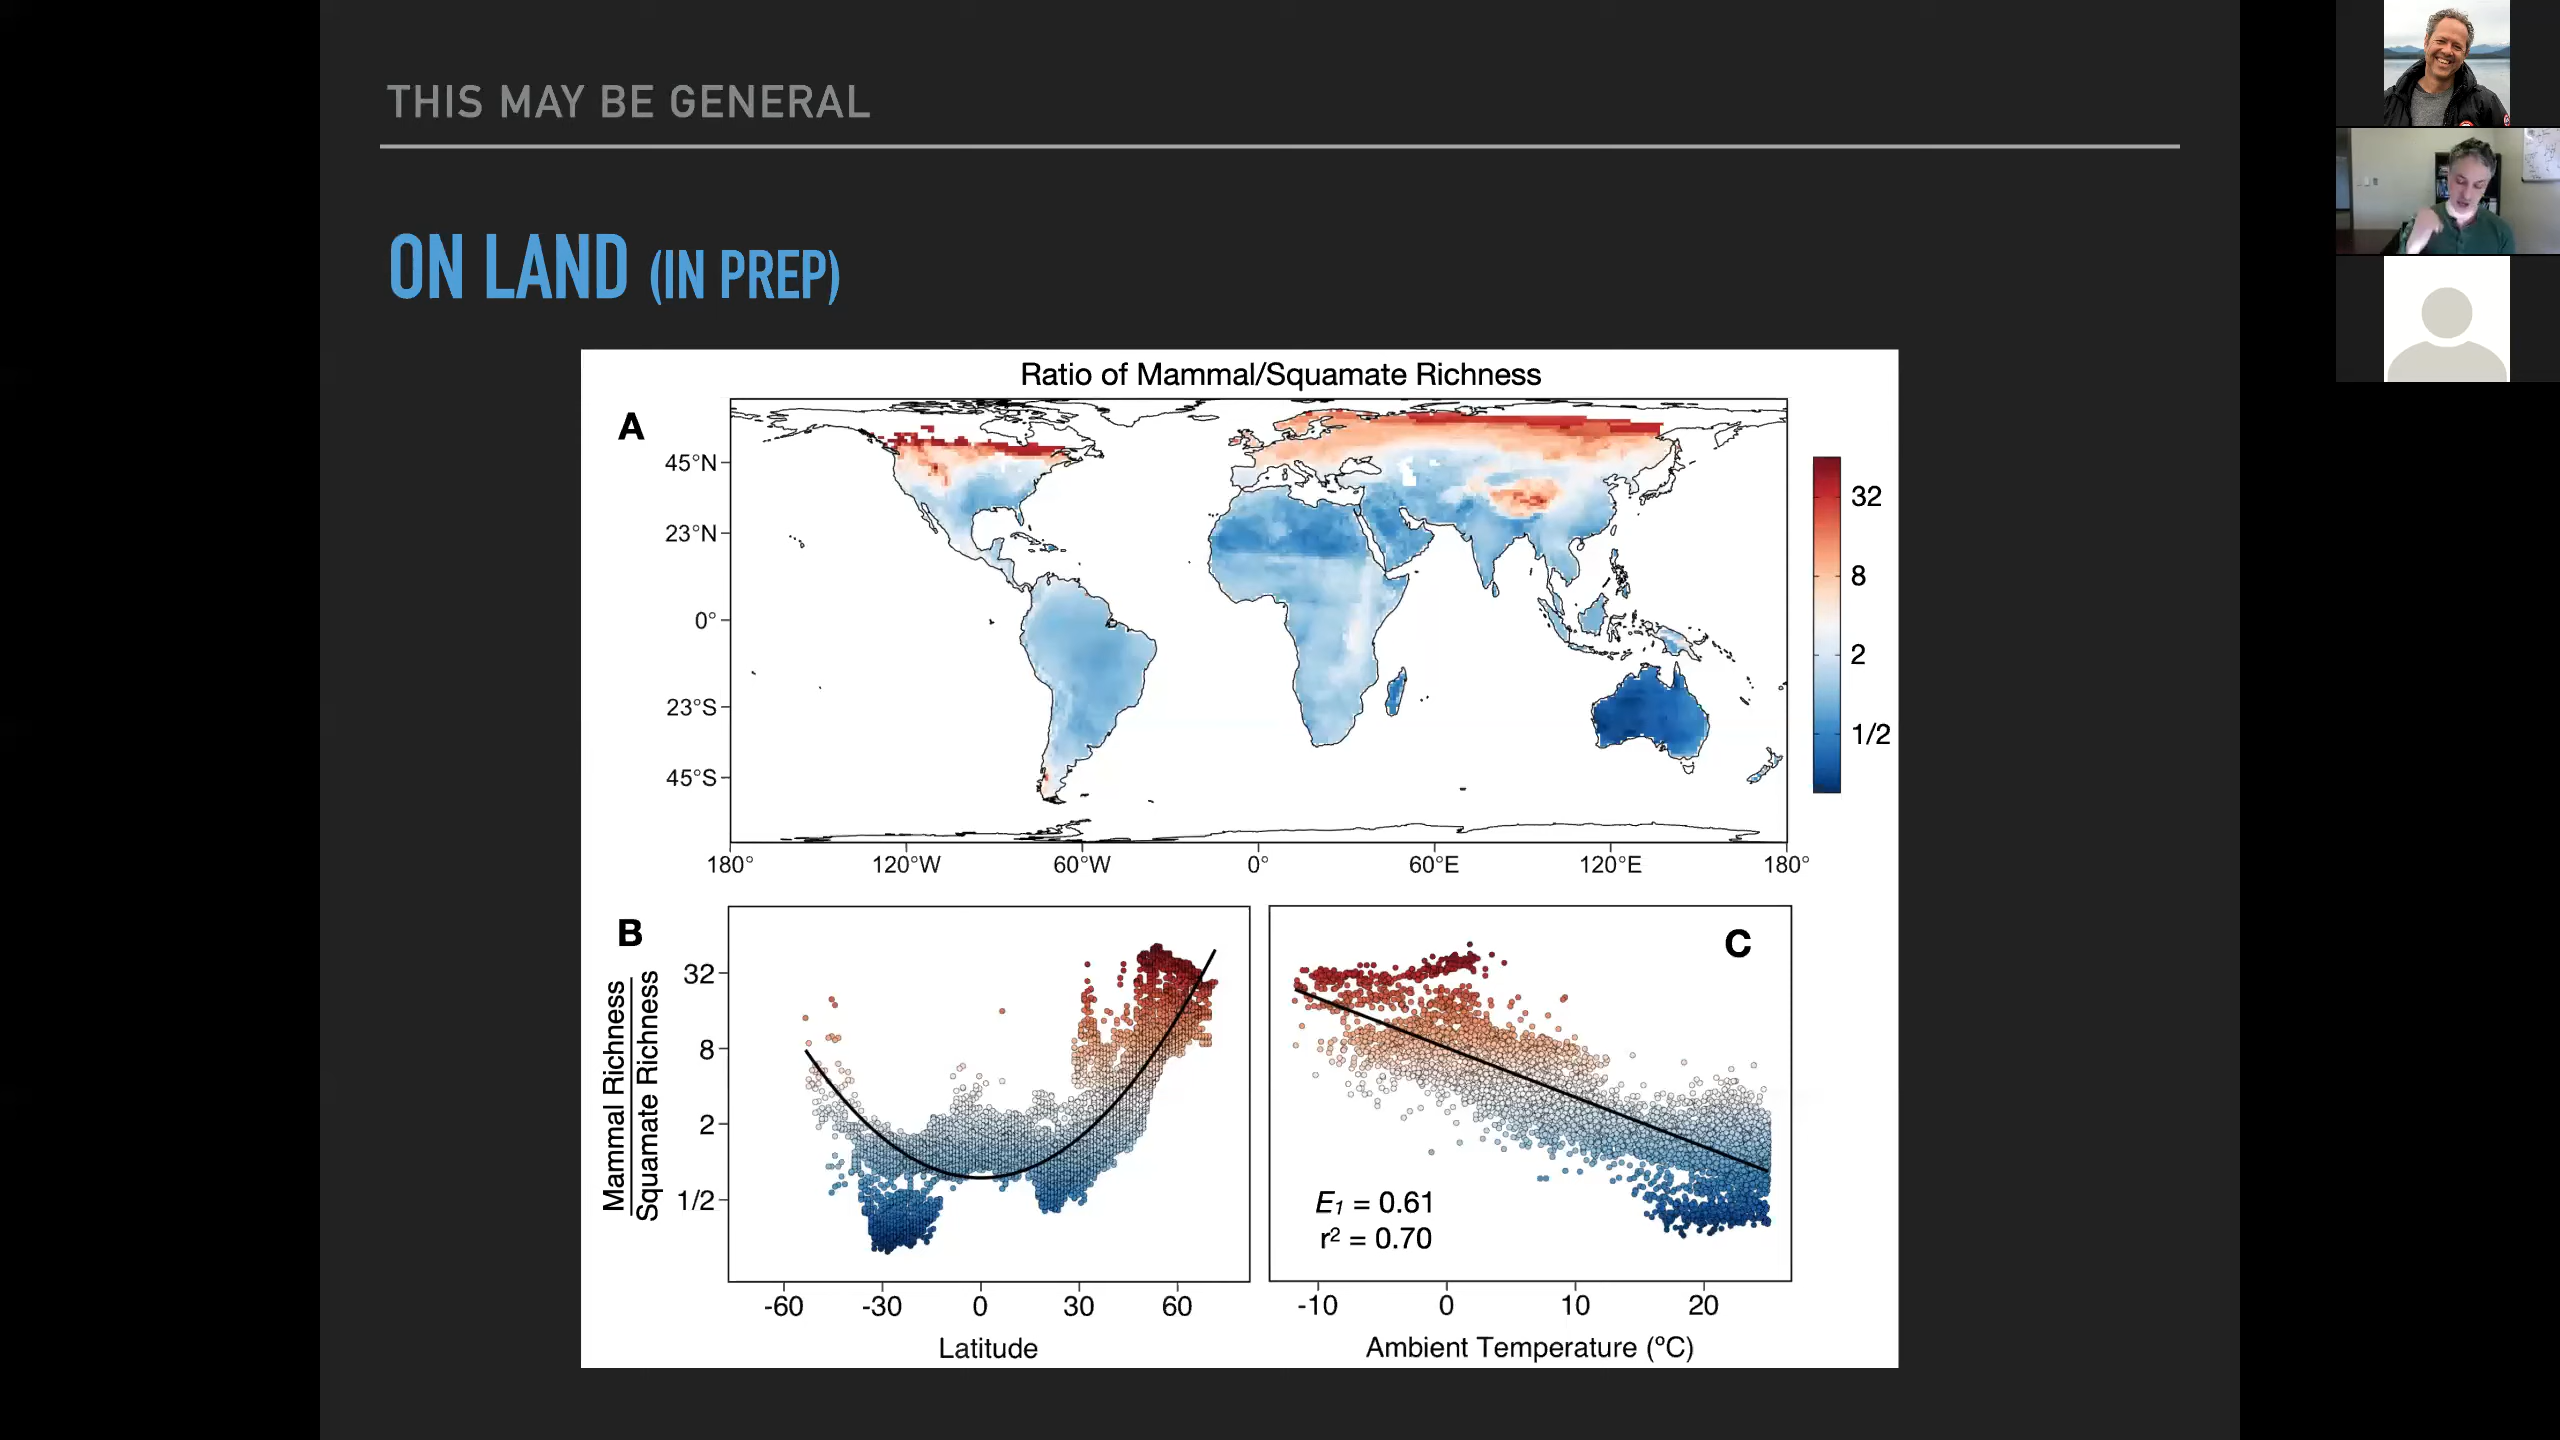 THIS MAY BE GENERAL
ON LAND (IN PREP)
Ratio of Mammal/Squamate Richness
A
45°N
23°N
0°
23°S
45°S
180°
120°W
60°W
0°
60°E
120°E
180°
32
8
2
1/2
B
Mammal Richness
Squamate Richness
32
8
2
1/2
-60
-30
0
30
60
Latitude
C
E₁ = 0.61
r² = 0.70
-10
0
10
20
Ambient Temperature (°C)